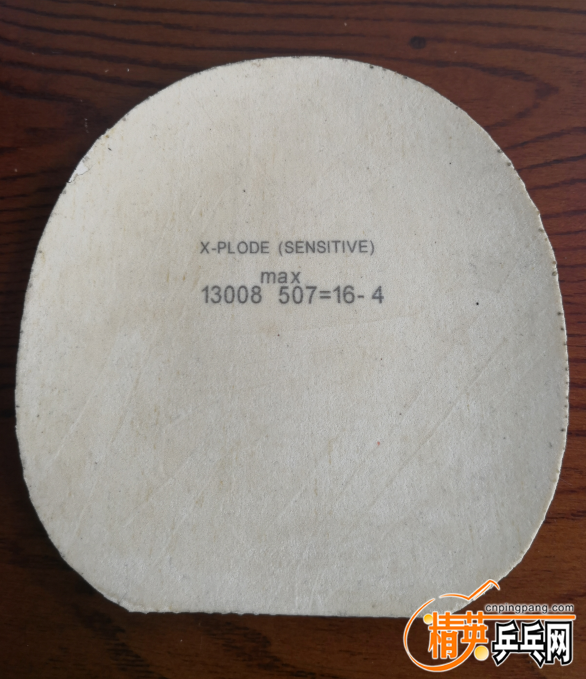 X-PLODE (SENSITIVE)
max
13008 507=16-4
cnpingpang.com
精英乒乓网